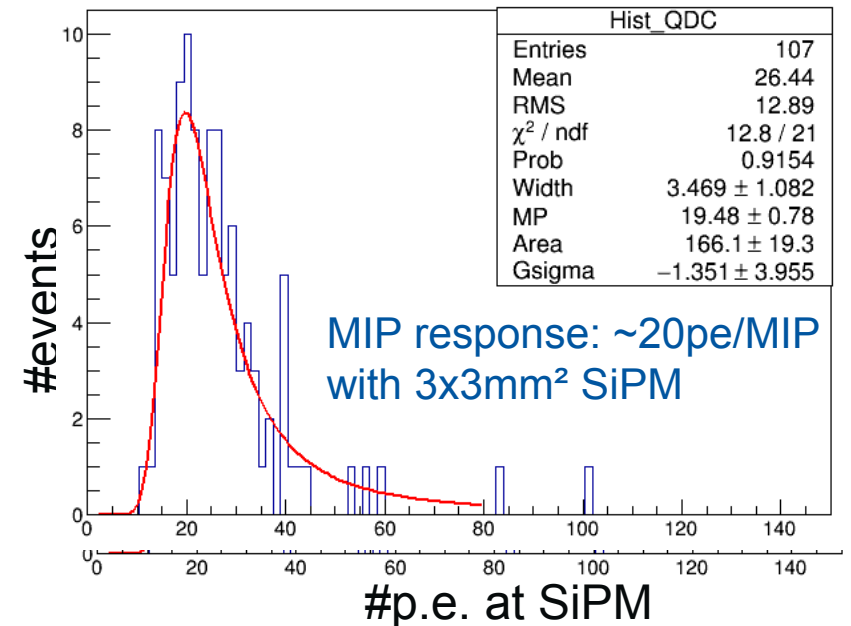 Hist_QDC
Entries 107
Mean 26.44
RMS 12.89
χ² / ndf 12.8 / 21
Prob 0.9154
Width 3.469 ± 1.082
MP 19.48 ± 0.78
Area 166.1 ± 19.3
Gsigma −1.351 ± 3.955
10
8
6
4
2
0
#events
MIP response: ~20pe/MIP
with 3x3mm² SiPM
0 20 40 60 80 100 120 140
0
0 20 40 60 80 100 120 140
#p.e. at SiPM